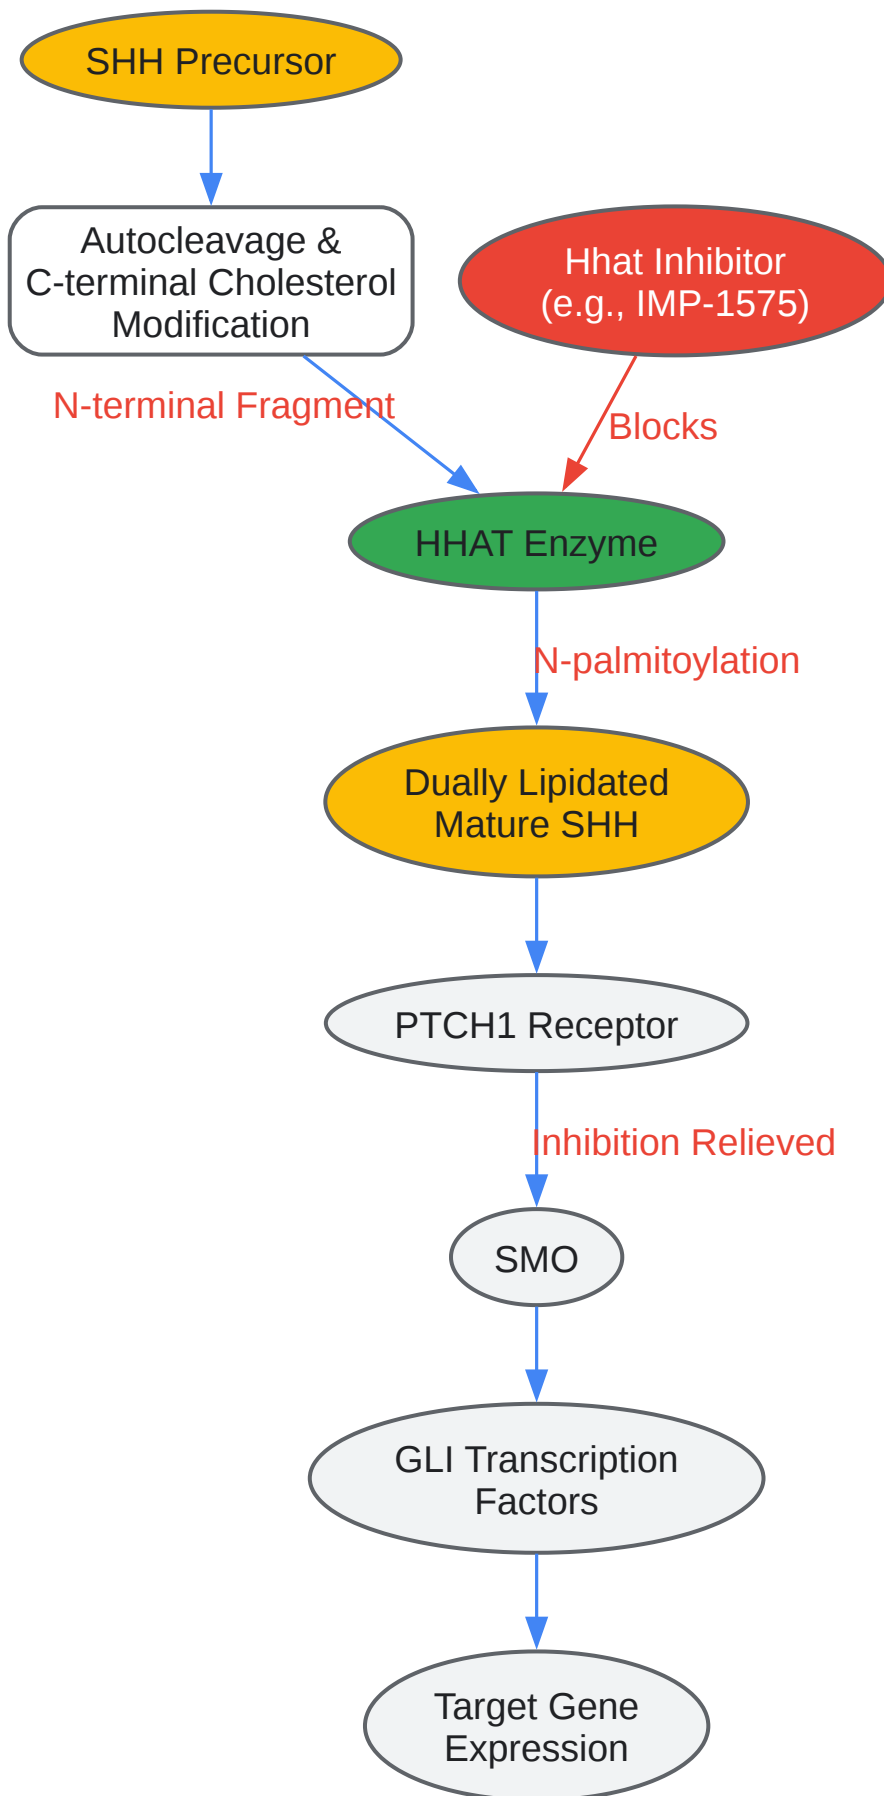 SHH Precursor
Autocleavage &
C-terminal Cholesterol
Modification
Hhat Inhibitor
(e.g., IMP-1575)
N-terminal Fragment
Blocks
HHAT Enzyme
N-palmitoylation
Dually Lipidated
Mature SHH
PTCH1 Receptor
Inhibition Relieved
SMO
GLI Transcription
Factors
Target Gene
Expression